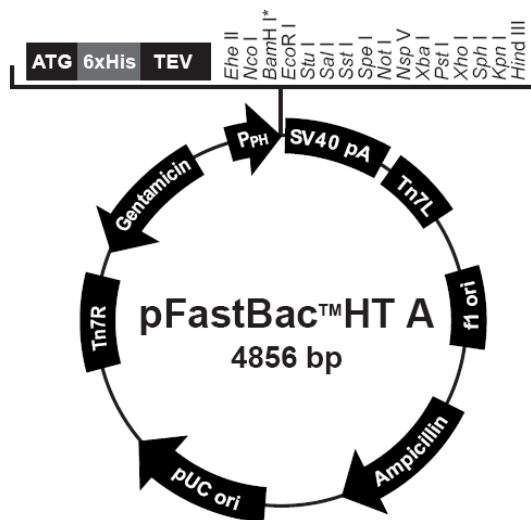 ATG 6xHis TEV
Ehe II
Nco I
BamH I*
EcoR I
Stu I
Sal I
Sst I
Spe I
Not I
Nsp V
Xba I
Pst I
Xho I
Sph I
Kpn I
Hind III
PPH
SV40 pA
Tn7L
f1 ori
Ampicillin
pUC ori
Tn7R
Gentamicin
pFastBac™HT A
4856 bp